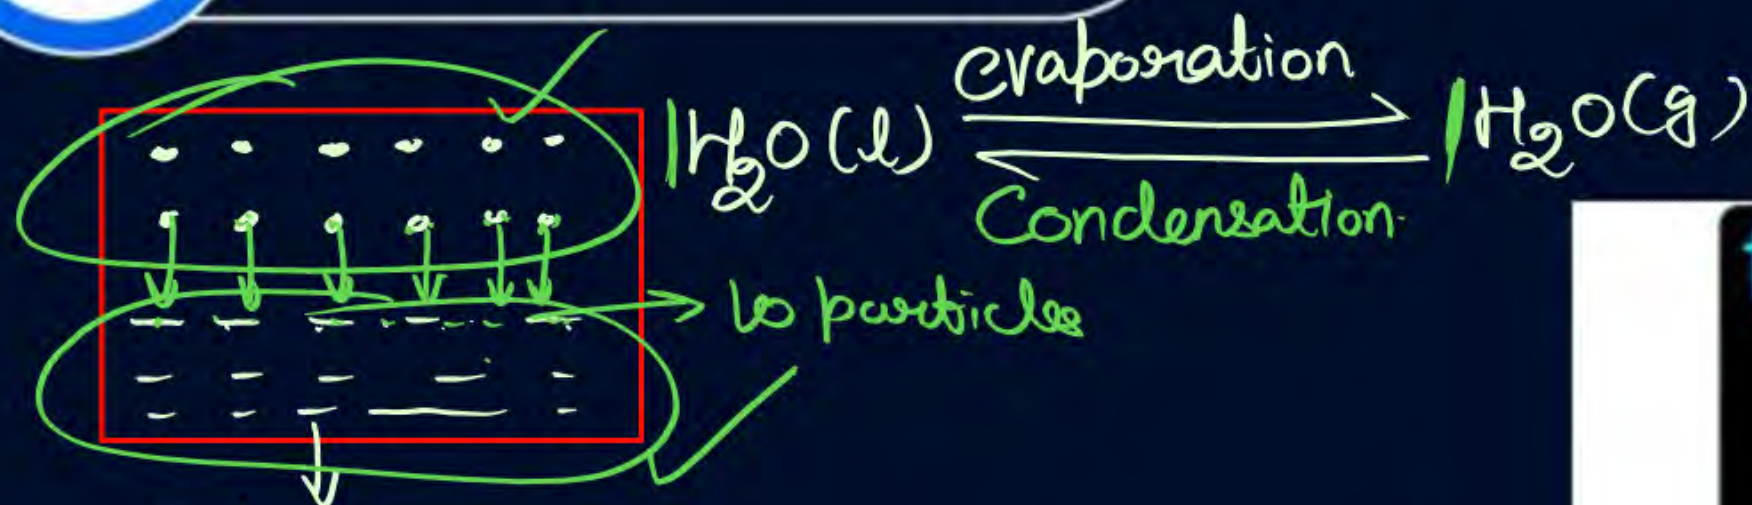 evaporation
1H₂O(l) ⇌ 1H₂O(g)
Condensation
10 particles